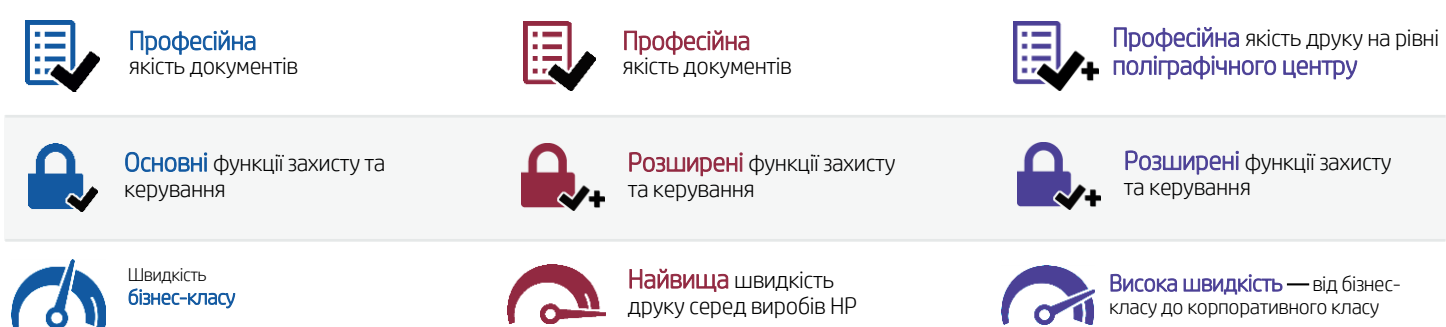 Професійна
якість документів
Професійна
якість документів
Професійна якість друку на рівні
поліграфічного центру
Основні функції захисту та
керування
Розширені функції захисту
та керування
Розширені функції захисту
та керування
Швидкість
бізнес-класу
Найвища швидкість
друку серед виробів HP
Висока швидкість — від бізнес-
класу до корпоративного класу